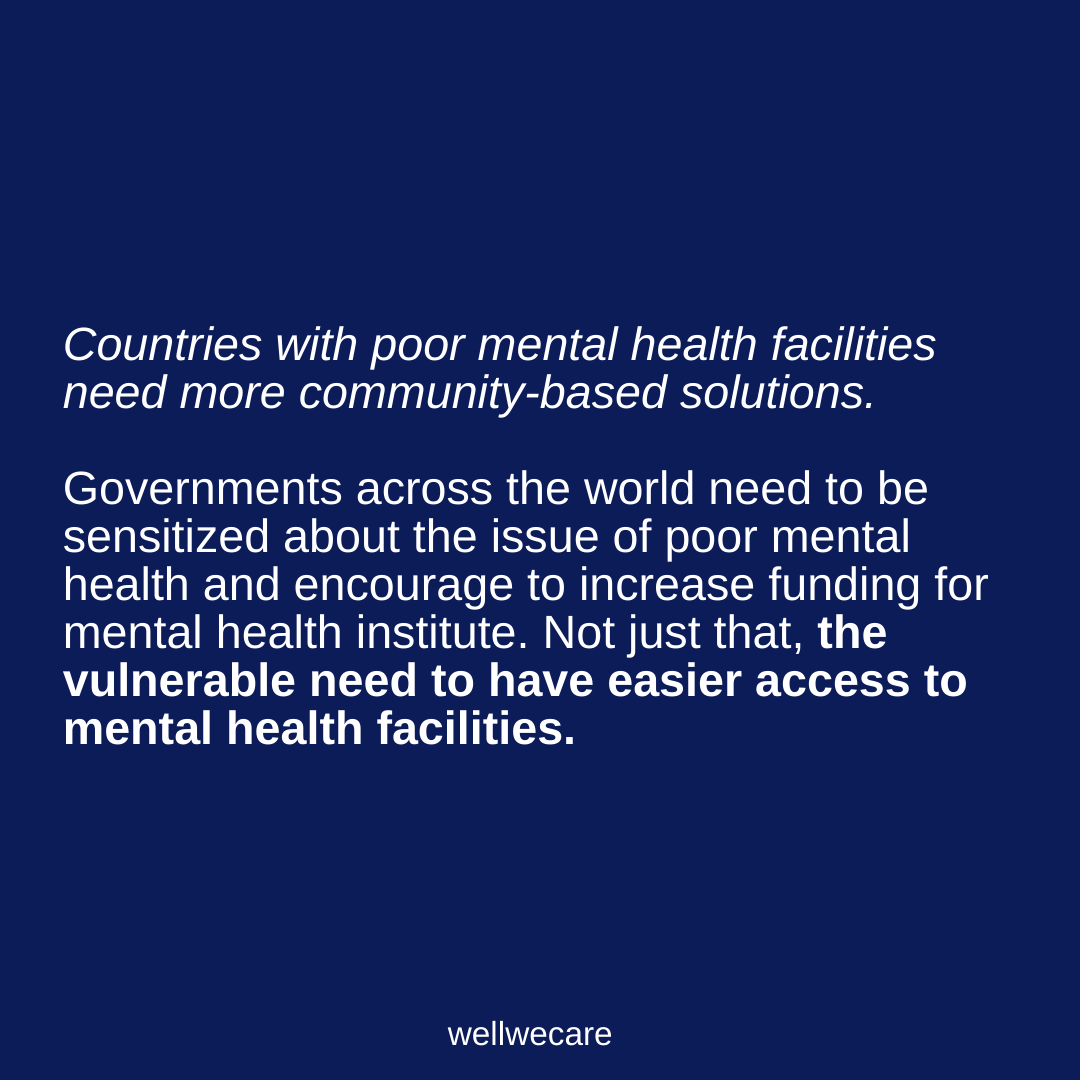 Countries with poor mental health facilities
need more community-based solutions.
Governments across the world need to be
sensitized about the issue of poor mental
health and encourage to increase funding for
mental health institute. Not just that, the
vulnerable need to have easier access to
mental health facilities.
wellwecare